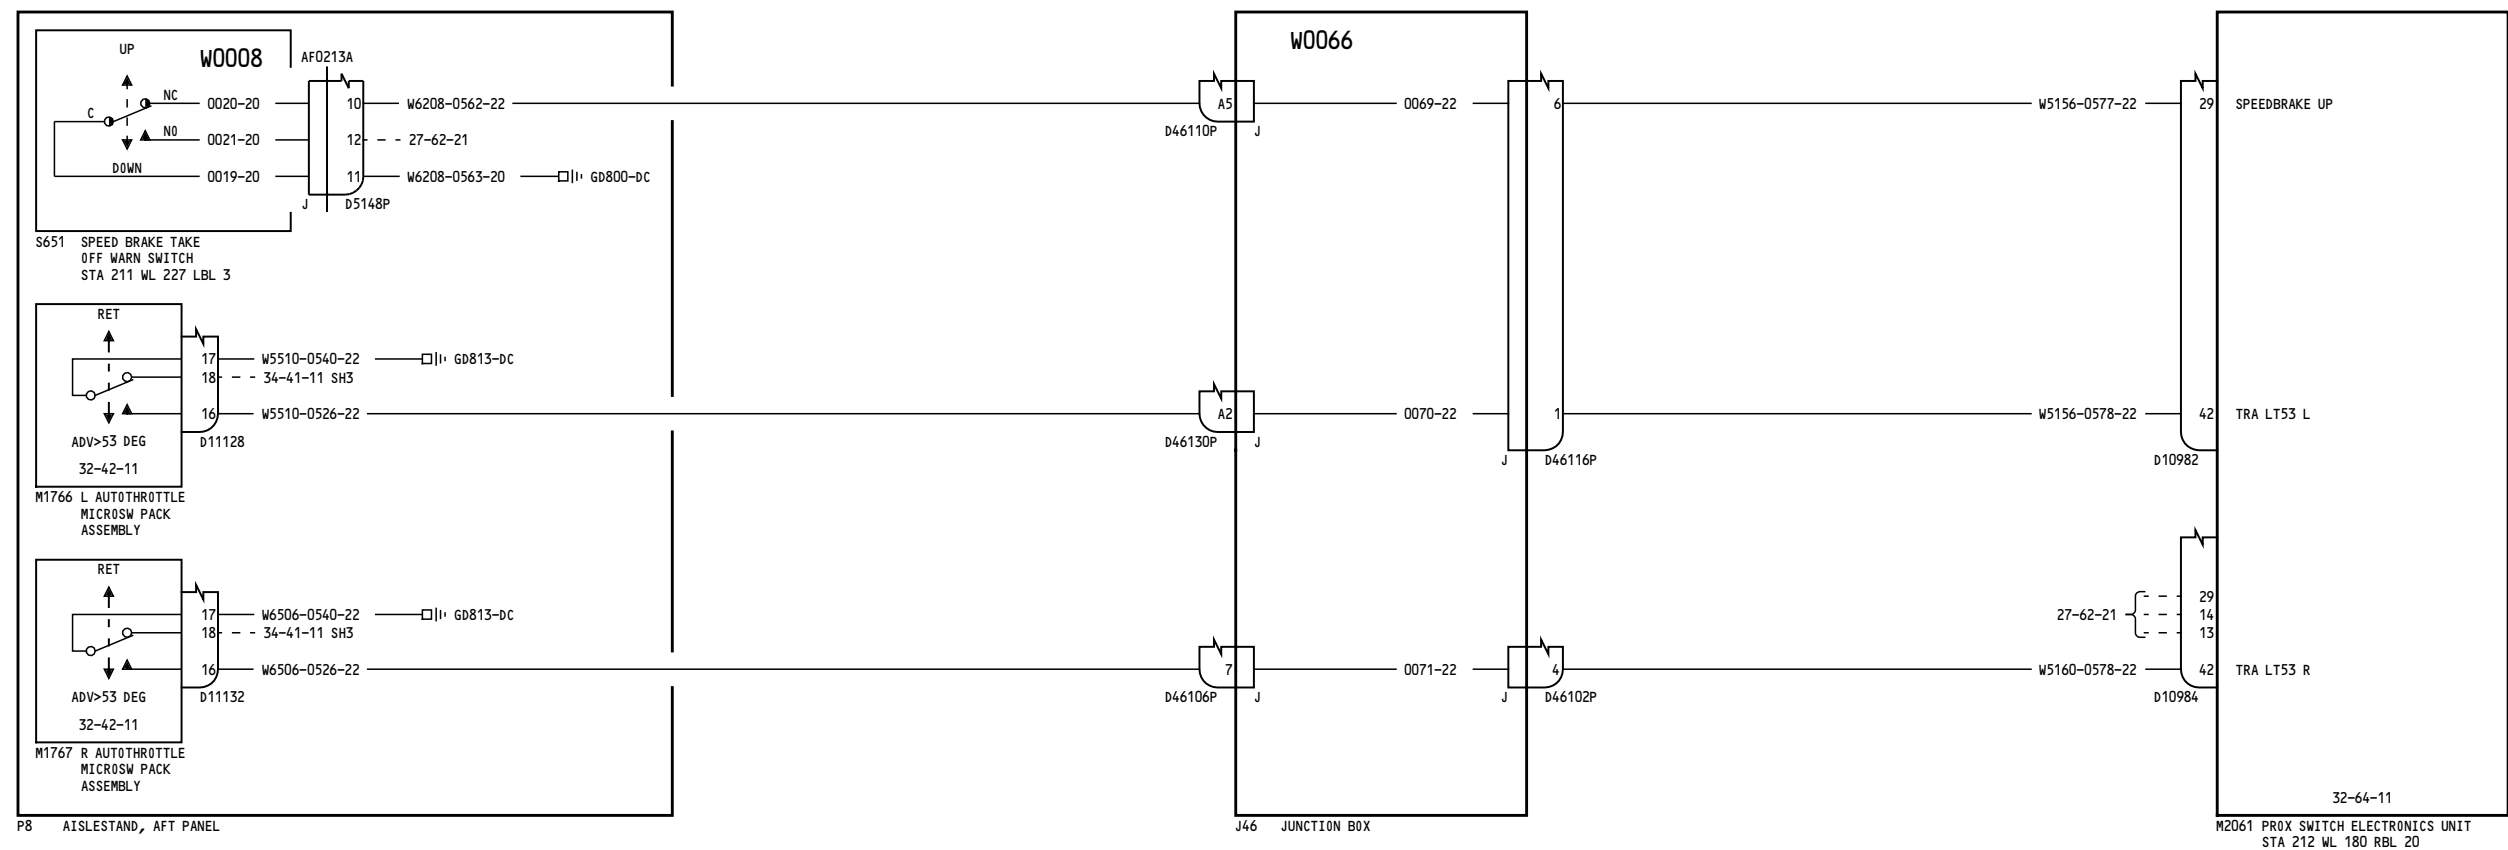 UP
W0008
AF0213A
W0066
NC
0020-20
10
W6208-0562-22
A5
0069-22
6
W5156-0577-22
29
SPEEDBRAKE UP
C
NO
0021-20
12
27-62-21
D46110P
J
DOWN
0019-20
11
W6208-0563-20
GD800-DC
J
D5148P
S651 SPEED BRAKE TAKE
OFF WARN SWITCH
STA 211 WL 227 LBL 3
RET
17
W5510-0540-22
GD813-DC
18
34-41-11 SH3
16
W5510-0526-22
A2
0070-22
1
W5156-0578-22
42
TRA LT53 L
ADV>53 DEG
D11128
D46130P
J
32-42-11
J
D46116P
D10982
M1766 L AUTOTHROTTLE
MICROSW PACK
ASSEMBLY
RET
29
17
W6506-0540-22
GD813-DC
27-62-21
14
18
34-41-11 SH3
13
16
W6506-0526-22
7
0071-22
4
W5160-0578-22
42
TRA LT53 R
ADV>53 DEG
D11132
D46106P
J
J
D46102P
D10984
32-42-11
M1767 R AUTOTHROTTLE
MICROSW PACK
ASSEMBLY
32-64-11
P8 AISLESTAND, AFT PANEL
J46 JUNCTION BOX
M2061 PROX SWITCH ELECTRONICS UNIT
STA 212 WL 180 RBL 20